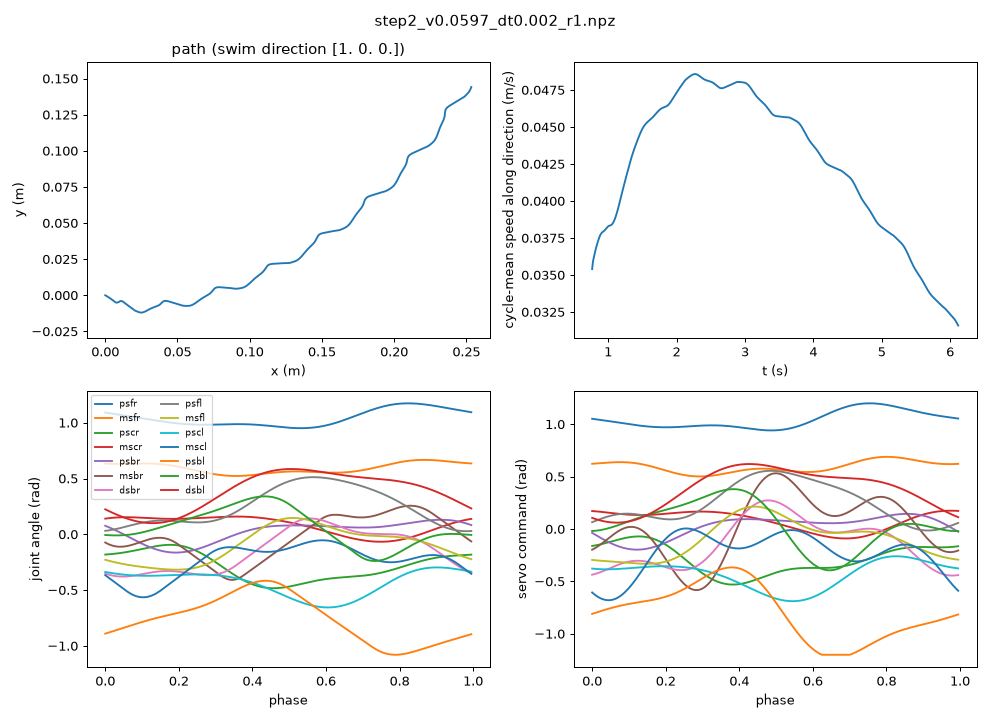 step2_v0.0597_dt0.002_r1.npz
path (swim direction [1. 0. 0.])
0.150
0.125
0.100
0.075
0.050
0.025
0.000
−0.025
y (m)
0.00 0.05 0.10 0.15 0.20 0.25
x (m)
0.0475
0.0450
0.0425
0.0400
0.0375
0.0350
0.0325
cycle-mean speed along direction (m/s)
1 2 3 4 5 6
t (s)
psfr psfl
msfr msfl
pscr pscl
mscr mscl
psbr psbl
msbr msbl
dsbr dsbl
1.0
0.5
0.0
−0.5
−1.0
joint angle (rad)
0.0 0.2 0.4 0.6 0.8 1.0
phase
1.0
0.5
0.0
−0.5
−1.0
servo command (rad)
0.0 0.2 0.4 0.6 0.8 1.0
phase